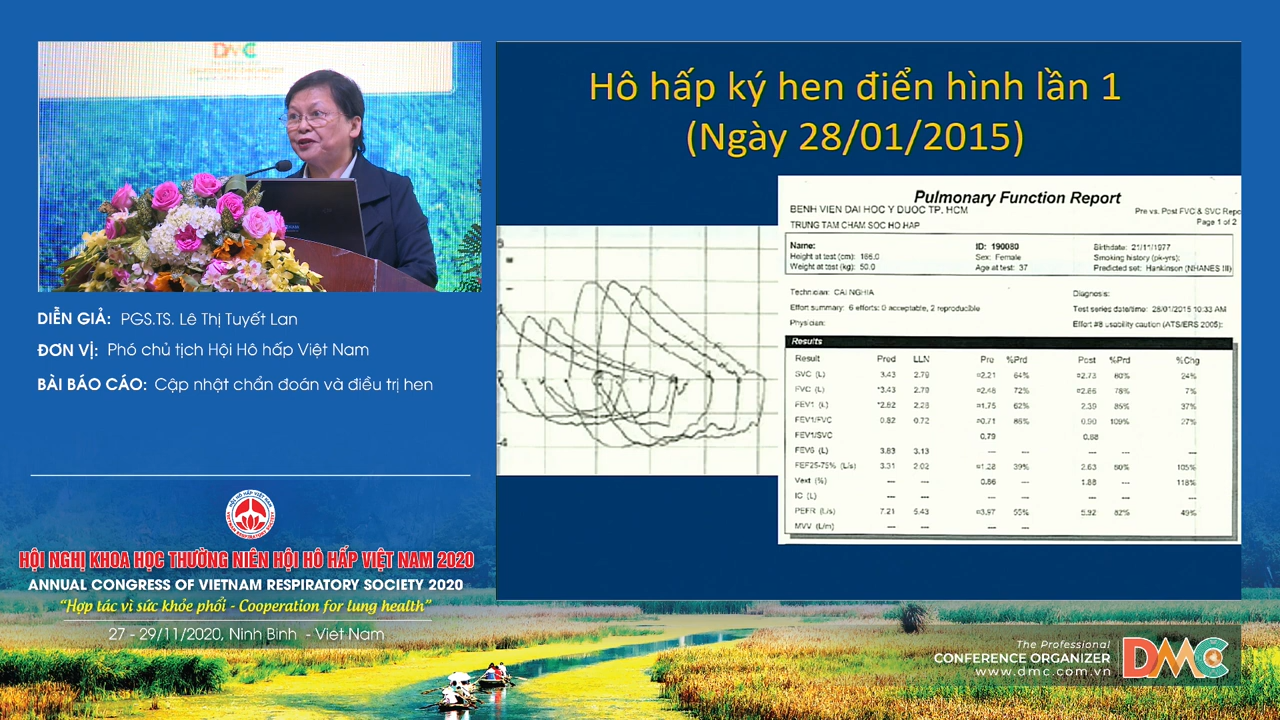 DMC
DIỄN GIẢ: PGS.TS. Lê Thị Tuyết Lan
ĐƠN VỊ: Phó chủ tịch Hội Hô hấp Việt Nam
BÀI BÁO CÁO: Cập nhật chẩn đoán và điều trị hen
HỘI NGHỊ KHOA HỌC THƯỜNG NIÊN HỘI HÔ HẤP VIỆT NAM 2020
ANNUAL CONGRESS OF VIETNAM RESPIRATORY SOCIETY 2020
"Hợp tác vì sức khỏe phổi - Cooperation for lung health"
27 - 29/11/2020, Ninh Bình - Viet Nam
Hô hấp ký hen điển hình lần 1
(Ngày 28/01/2015)
Pulmonary Function Report
BENH VIEN DAI HOC Y DUOC TP. HCM
Pre vs. Post FVC & SVC Repo
TRUNG TAM CHAM SOC HO HAP
Page 1 of 2
Name: ID: 190080 Birthdate: 21/11/1977
Height at test (cm): 166.0 Sex: Female Smoking history (pk-yrs):
Weight at test (kg): 50.0 Age at test: 37 Predicted set: Hankinson (NHANES III)
Technician: CAI NGHIA Diagnosis:
Effort summary: 6 efforts: 0 acceptable, 2 reproducible Test series date/time: 28/01/2015 10:33 AM
Physician: Effort #8 usability caution (ATS/ERS 2005):
Results
Result Pred LLN Pre %Prd Post %Prd %Chg
SVC (L) 3.43 2.79 ¤2.21 64% ¤2.73 80% 24%
FVC (L) *3.43 2.79 ¤2.48 72% ¤2.66 78% 7%
FEV1 (L) *2.82 2.28 ¤1.75 62% 2.39 85% 37%
FEV1/FVC 0.82 0.72 ¤0.71 86% 0.90 109% 27%
FEV1/SVC 0.79 0.88
FEV6 (L) 3.83 3.13 --- --- --- --- ---
FEF25-75% (L/s) 3.31 2.02 ¤1.28 39% 2.63 80% 105%
Vext (%) --- --- 0.86 --- 1.88 --- 118%
IC (L) --- --- --- --- --- --- ---
PEFR (L/s) 7.21 5.43 ¤3.97 55% 5.92 82% 49%
MVV (L/m) --- --- --- --- --- --- ---
The Professional
CONFERENCE ORGANIZER
www.dmc.com.vn
DMC